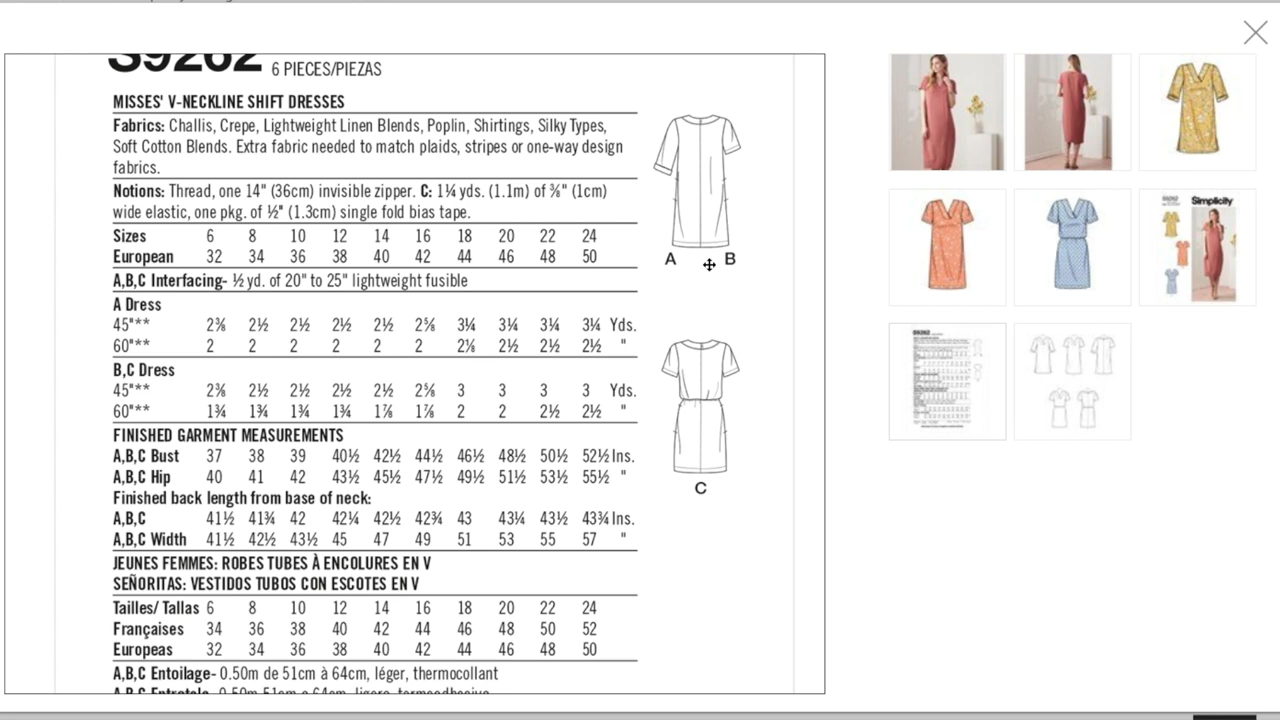 S9262 6 PIECES/PIEZAS
MISSES' V-NECKLINE SHIFT DRESSES
Fabrics: Challis, Crepe, Lightweight Linen Blends, Poplin, Shirtings, Silky Types,
Soft Cotton Blends. Extra fabric needed to match plaids, stripes or one-way design
fabrics.
Notions: Thread, one 14" (36cm) invisible zipper. C: 1¼ yds. (1.1m) of ⅜" (1cm)
wide elastic, one pkg. of ½" (1.3cm) single fold bias tape.
Sizes 6 8 10 12 14 16 18 20 22 24
European 32 34 36 38 40 42 44 46 48 50
A,B,C Interfacing- ½ yd. of 20" to 25" lightweight fusible
A Dress
45"** 2⅜ 2½ 2½ 2½ 2½ 2⅝ 3¼ 3¼ 3¼ 3¼ Yds.
60"** 2 2 2 2 2 2 2⅛ 2½ 2½ 2½ "
B,C Dress
45"** 2⅜ 2½ 2½ 2½ 2½ 2⅝ 3 3 3 3 Yds.
60"** 1¾ 1¾ 1¾ 1¾ 1⅞ 1⅞ 2 2 2½ 2½ "
FINISHED GARMENT MEASUREMENTS
A,B,C Bust 37 38 39 40½ 42½ 44½ 46½ 48½ 50½ 52½ Ins.
A,B,C Hip 40 41 42 43½ 45½ 47½ 49½ 51½ 53½ 55½ "
Finished back length from base of neck:
A,B,C 41½ 41¾ 42 42¼ 42½ 42¾ 43 43¼ 43½ 43¾ Ins.
A,B,C Width 41½ 42½ 43½ 45 47 49 51 53 55 57 "
JEUNES FEMMES: ROBES TUBES À ENCOLURES EN V
SEÑORITAS: VESTIDOS TUBOS CON ESCOTES EN V
Tailles/ Tallas 6 8 10 12 14 16 18 20 22 24
Françaises 34 36 38 40 42 44 46 48 50 52
Europeas 32 34 36 38 40 42 44 46 48 50
A,B,C Entoilage- 0.50m de 51cm à 64cm, léger, thermocollant
A B
C
Simplicity